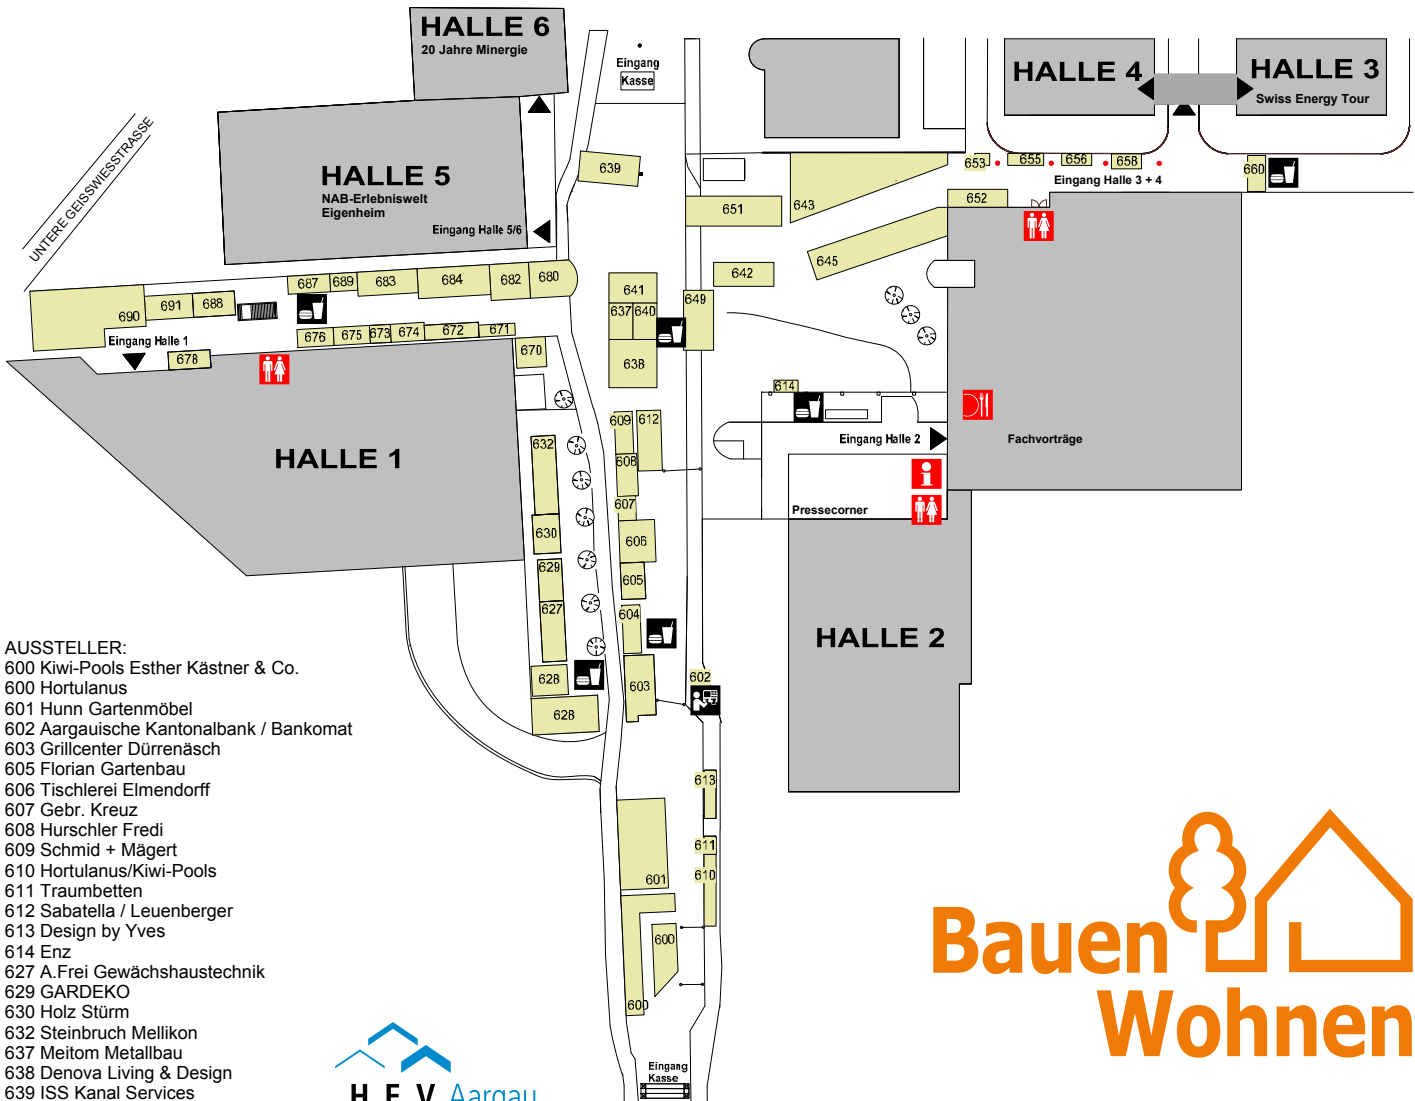 HALLE 6
20 Jahre Minergie
Eingang
Kasse
HALLE 4
HALLE 3
Swiss Energy Tour
UNTERE GEISSWIESSTRASSE
HALLE 5
NAB-Erlebniswelt
Eigenheim
Eingang Halle 5/6
639
653
655
656
658
660
Eingang Halle 3 + 4
651
643
652
645
642
687
689
683
684
682
680
641
637
640
649
638
690
691
688
676
675
673
674
672
671
670
Eingang Halle 1
678
614
609
612
608
607
606
605
604
603
602
632
630
629
627
628
628
HALLE 1
Eingang Halle 2
Fachvorträge
Pressecorner
HALLE 2
613
611
610
601
600
600
Eingang
Kasse
AUSSTELLER:
600 Kiwi-Pools Esther Kästner & Co.
600 Hortulanus
601 Hunn Gartenmöbel
602 Aargauische Kantonalbank / Bankomat
603 Grillcenter Dürrenäsch
605 Florian Gartenbau
606 Tischlerei Elmendorff
607 Gebr. Kreuz
608 Hurschler Fredi
609 Schmid + Mägert
610 Hortulanus/Kiwi-Pools
611 Traumbetten
612 Sabatella / Leuenberger
613 Design by Yves
614 Enz
627 A.Frei Gewächshaustechnik
629 GARDEKO
630 Holz Stürm
632 Steinbruch Mellikon
637 Meitom Metallbau
638 Denova Living & Design
639 ISS Kanal Services
HEV Aargau
Bauen
Wohnen